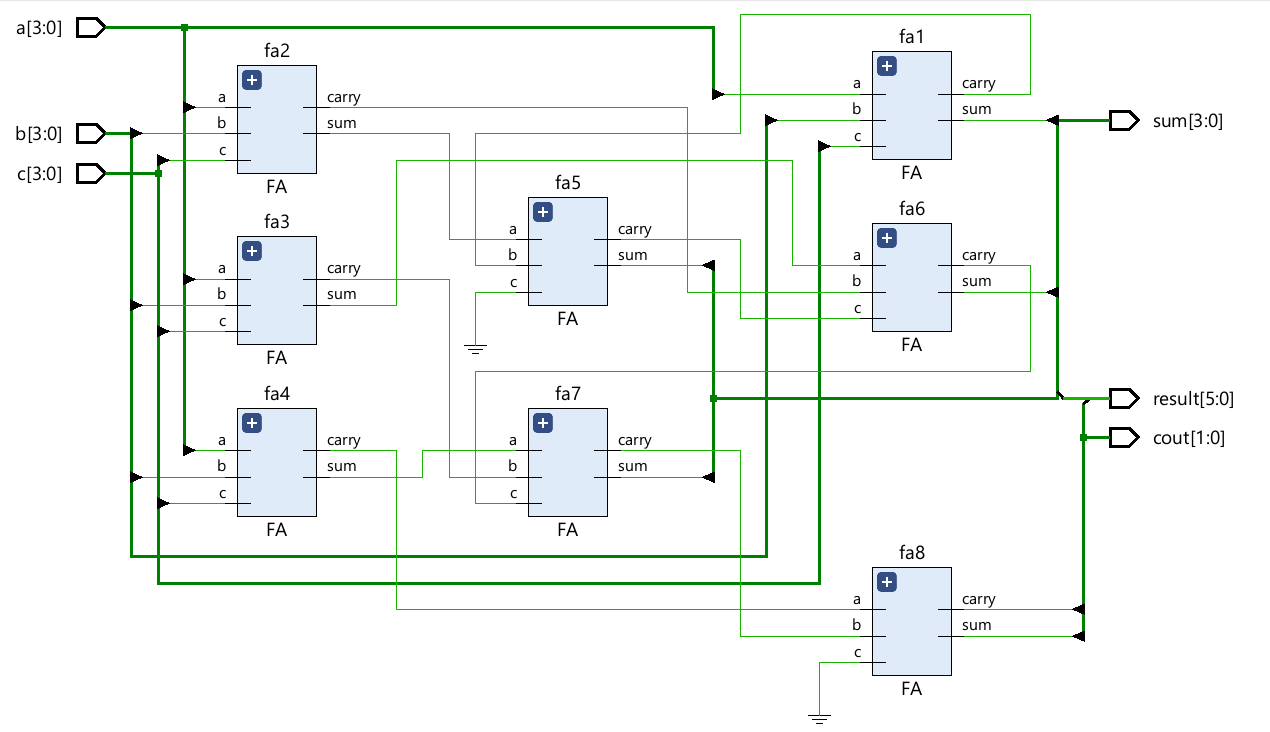 a[3:0]
b[3:0]
c[3:0]
fa2
a
b
c
carry
sum
FA
fa3
a
b
c
carry
sum
FA
fa4
a
b
c
carry
sum
FA
fa5
a
b
c
carry
sum
FA
fa7
a
b
c
carry
sum
FA
fa1
a
b
c
carry
sum
FA
fa6
a
b
c
carry
sum
FA
fa8
a
b
c
carry
sum
FA
sum[3:0]
result[5:0]
cout[1:0]